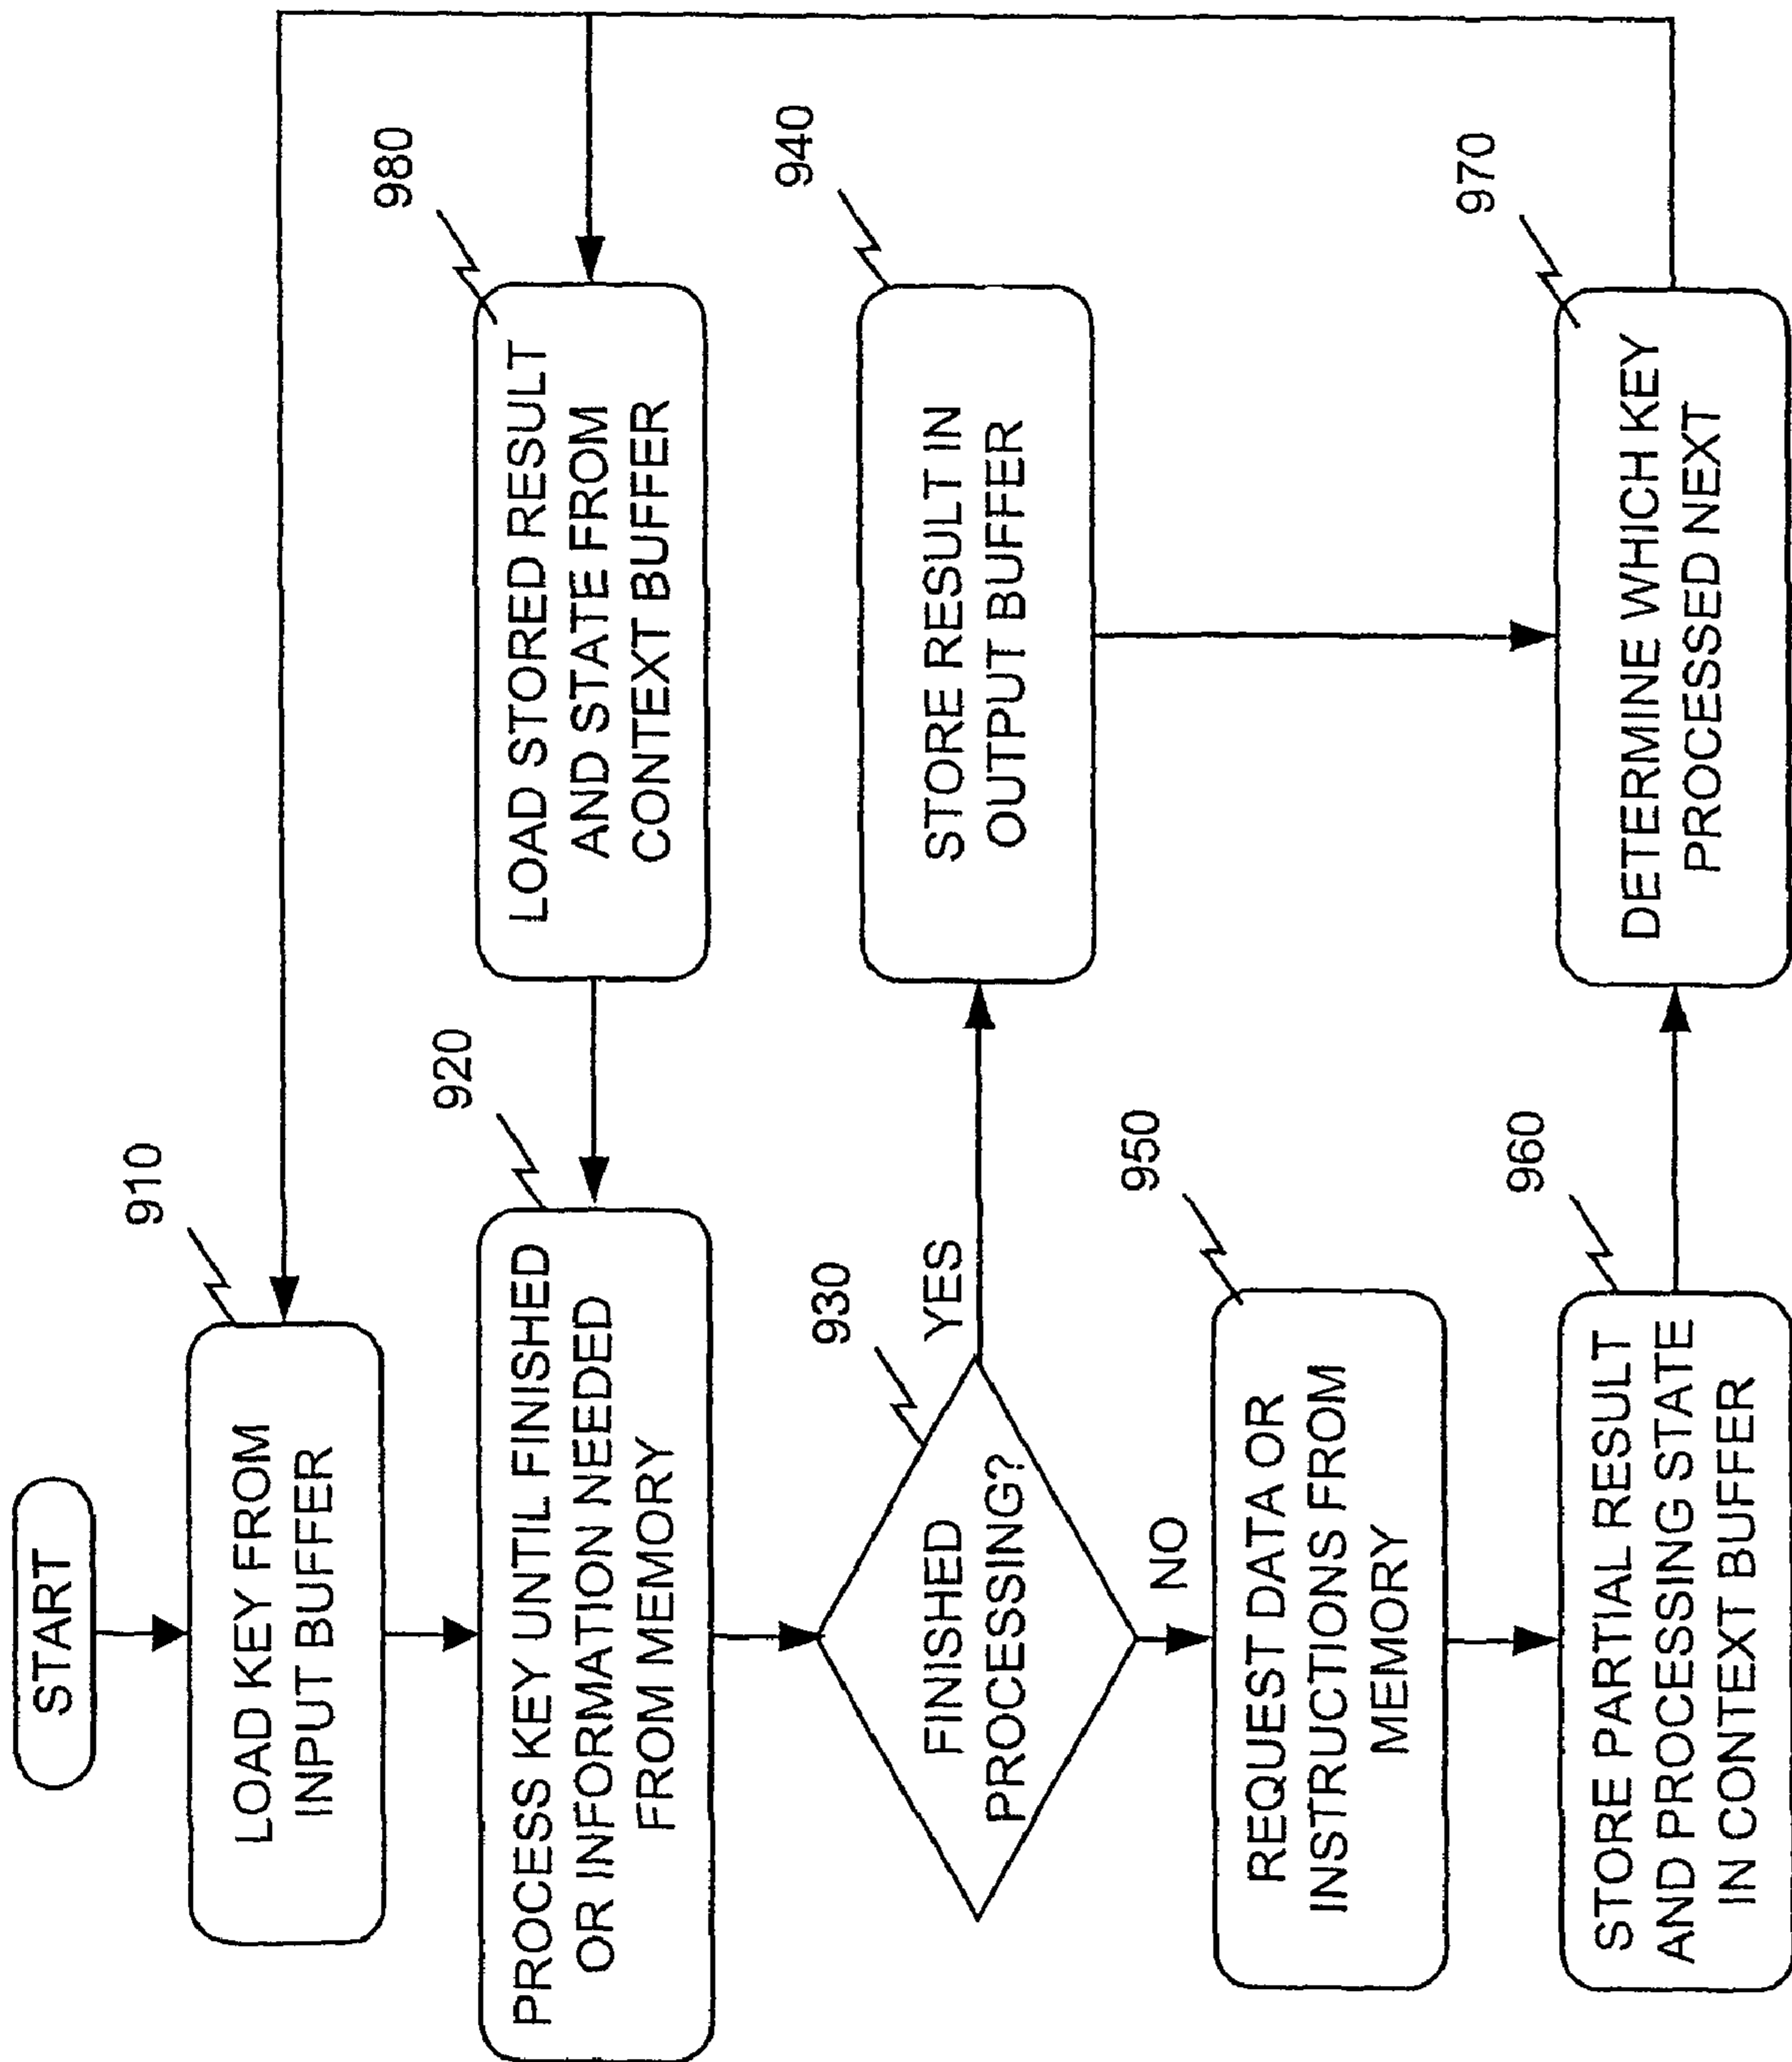 START
910
LOAD KEY FROM
INPUT BUFFER
920
PROCESS KEY UNTIL FINISHED
OR INFORMATION NEEDED
FROM MEMORY
980
LOAD STORED RESULT
AND STATE FROM
CONTEXT BUFFER
930
FINISHED
PROCESSING?
YES
NO
940
STORE RESULT IN
OUTPUT BUFFER
950
REQUEST DATA OR
INSTRUCTIONS FROM
MEMORY
960
STORE PARTIAL RESULT
AND PROCESSING STATE
IN CONTEXT BUFFER
970
DETERMINE WHICH KEY
PROCESSED NEXT